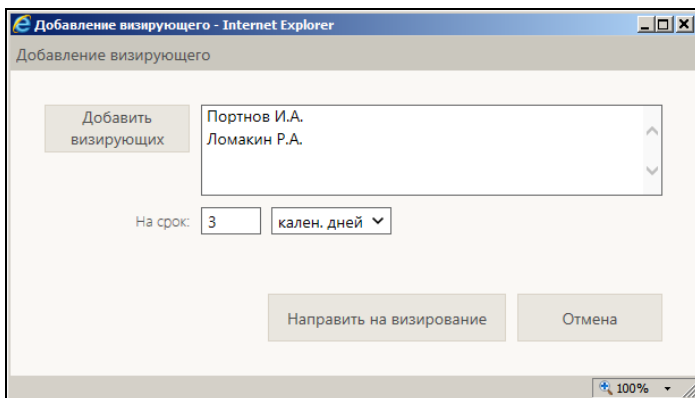 Добавление визирующего - Internet Explorer
Добавление визирующего
Добавить
визирующих
Портнов И.А.
Ломакин Р.А.
На срок: 3 кален. дней
Направить на визирование Отмена
100%